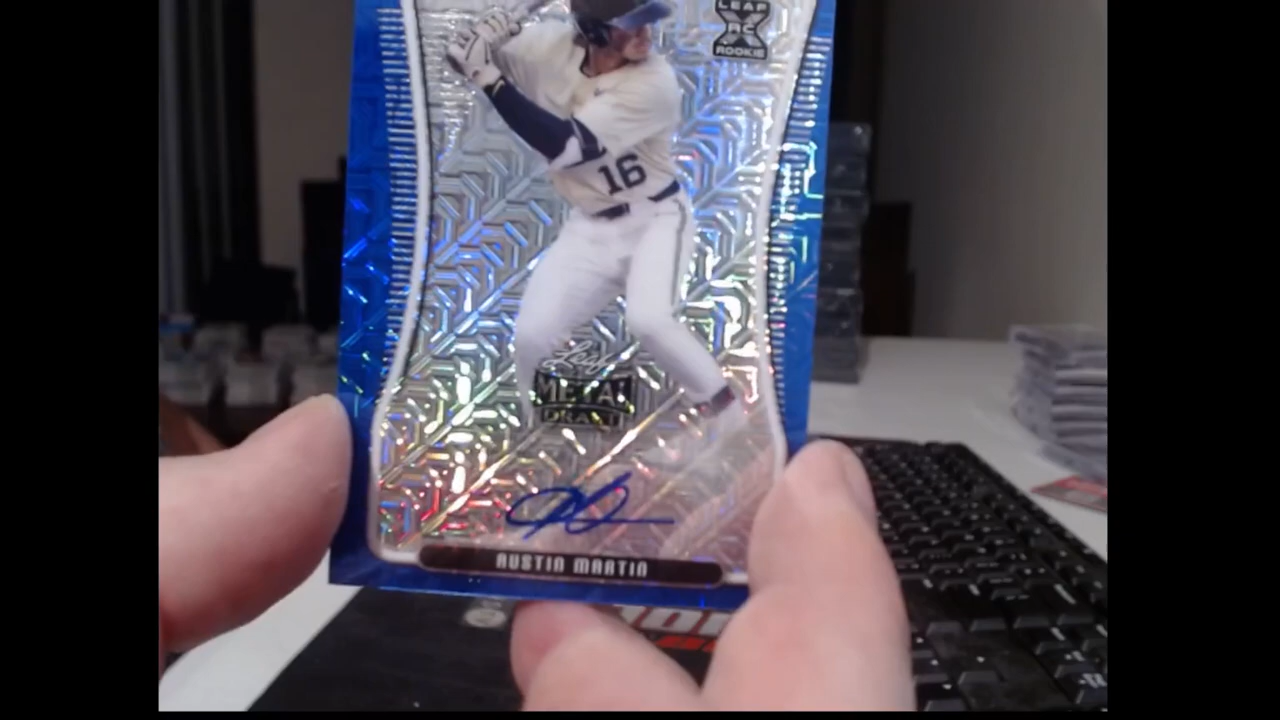 LEAF
RC
ROOKIE
16
Leaf
METAL
DRAFT
AUSTIN MARTIN